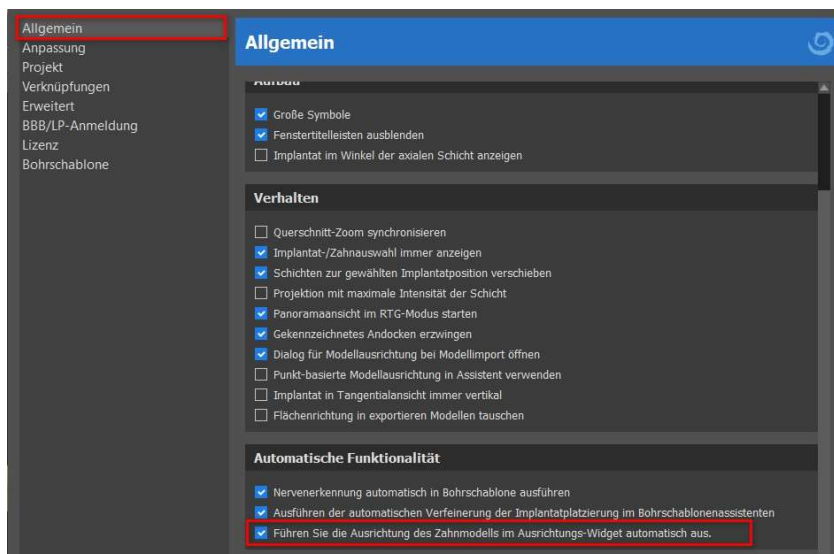 Allgemein
Anpassung
Projekt
Verknüpfungen
Erweitert
BBB/LP-Anmeldung
Lizenz
Bohrschablone
Allgemein
Aufbau
Große Symbole
Fenstertitelleisten ausblenden
Implantat im Winkel der axialen Schicht anzeigen
Verhalten
Querschnitt-Zoom synchronisieren
Implantat-/Zahnauswahl immer anzeigen
Schichten zur gewählten Implantatposition verschieben
Projektion mit maximale Intensität der Schicht
Panoramaansicht im RTG-Modus starten
Gekennzeichnetes Andocken erzwingen
Dialog für Modellausrichtung bei Modellimport öffnen
Punkt-basierte Modellausrichtung in Assistent verwenden
Implantat in Tangentialansicht immer vertikal
Flächenrichtung in exportieren Modellen tauschen
Automatische Funktionalität
Nervenerkennung automatisch in Bohrschablone ausführen
Ausführen der automatischen Verfeinerung der Implantatplatzierung im Bohrschablonenassistenten
Führen Sie die Ausrichtung des Zahnmodells im Ausrichtungs-Widget automatisch aus.